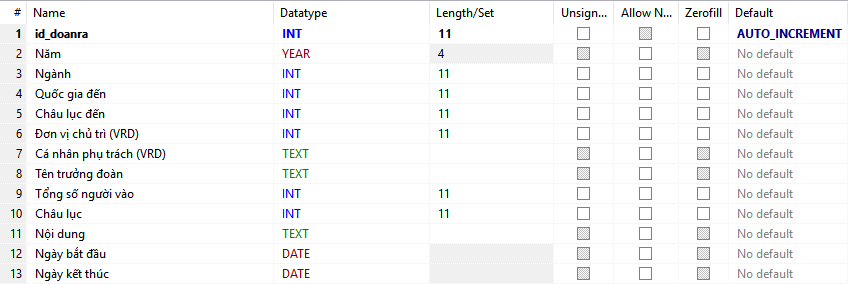 # Name Datatype Length/Set Unsign... Allow N... Zerofill Default
1 id_doanra INT 11 AUTO_INCREMENT
2 Năm YEAR 4 No default
3 Ngành INT 11 No default
4 Quốc gia đến INT 11 No default
5 Châu lục đến INT 11 No default
6 Đơn vị chủ trì (VRD) INT 11 No default
7 Cá nhân phụ trách (VRD) TEXT No default
8 Tên trưởng đoàn TEXT No default
9 Tổng số người vào INT 11 No default
10 Châu lục INT 11 No default
11 Nội dung TEXT No default
12 Ngày bắt đầu DATE No default
13 Ngày kết thúc DATE No default